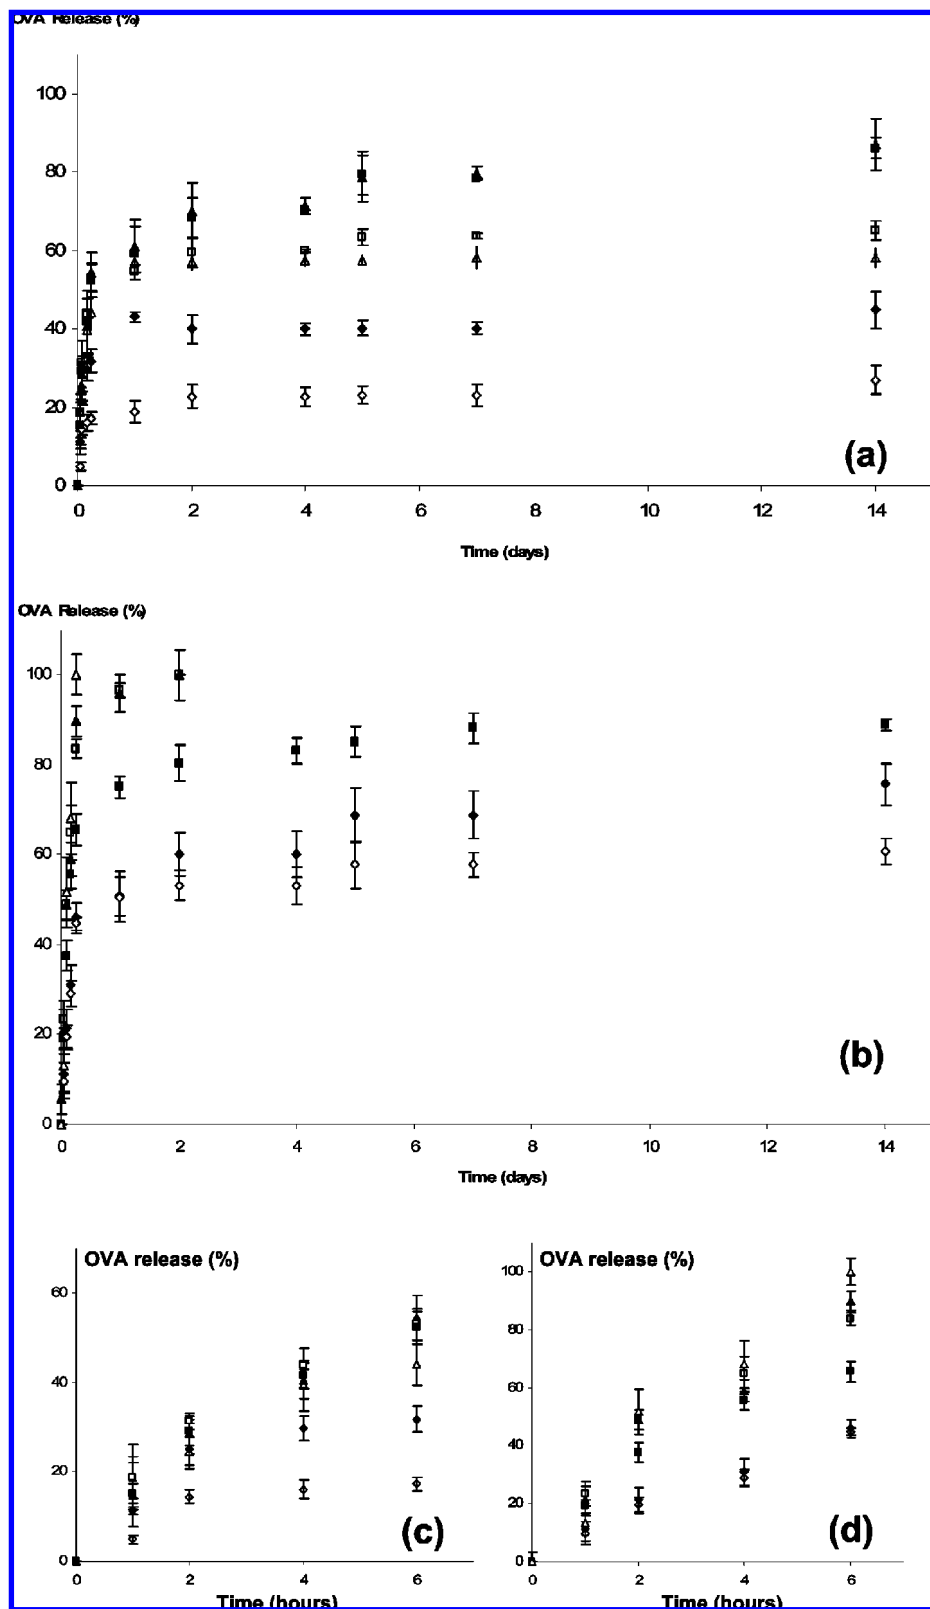 OVA Release (%)
100
80
60
40
20
0
0 2 4 6 8 10 12 14
(a)
Time (days)
OVA Release (%)
100
80
60
40
20
0
0 2 4 6 8 10 12 14
(b)
Time (days)
OVA release (%)
60
40
20
0
0 2 4 6
(c)
Time (hours)
OVA release (%)
100
80
60
40
20
0
0 2 4 6
(d)
Time (hours)